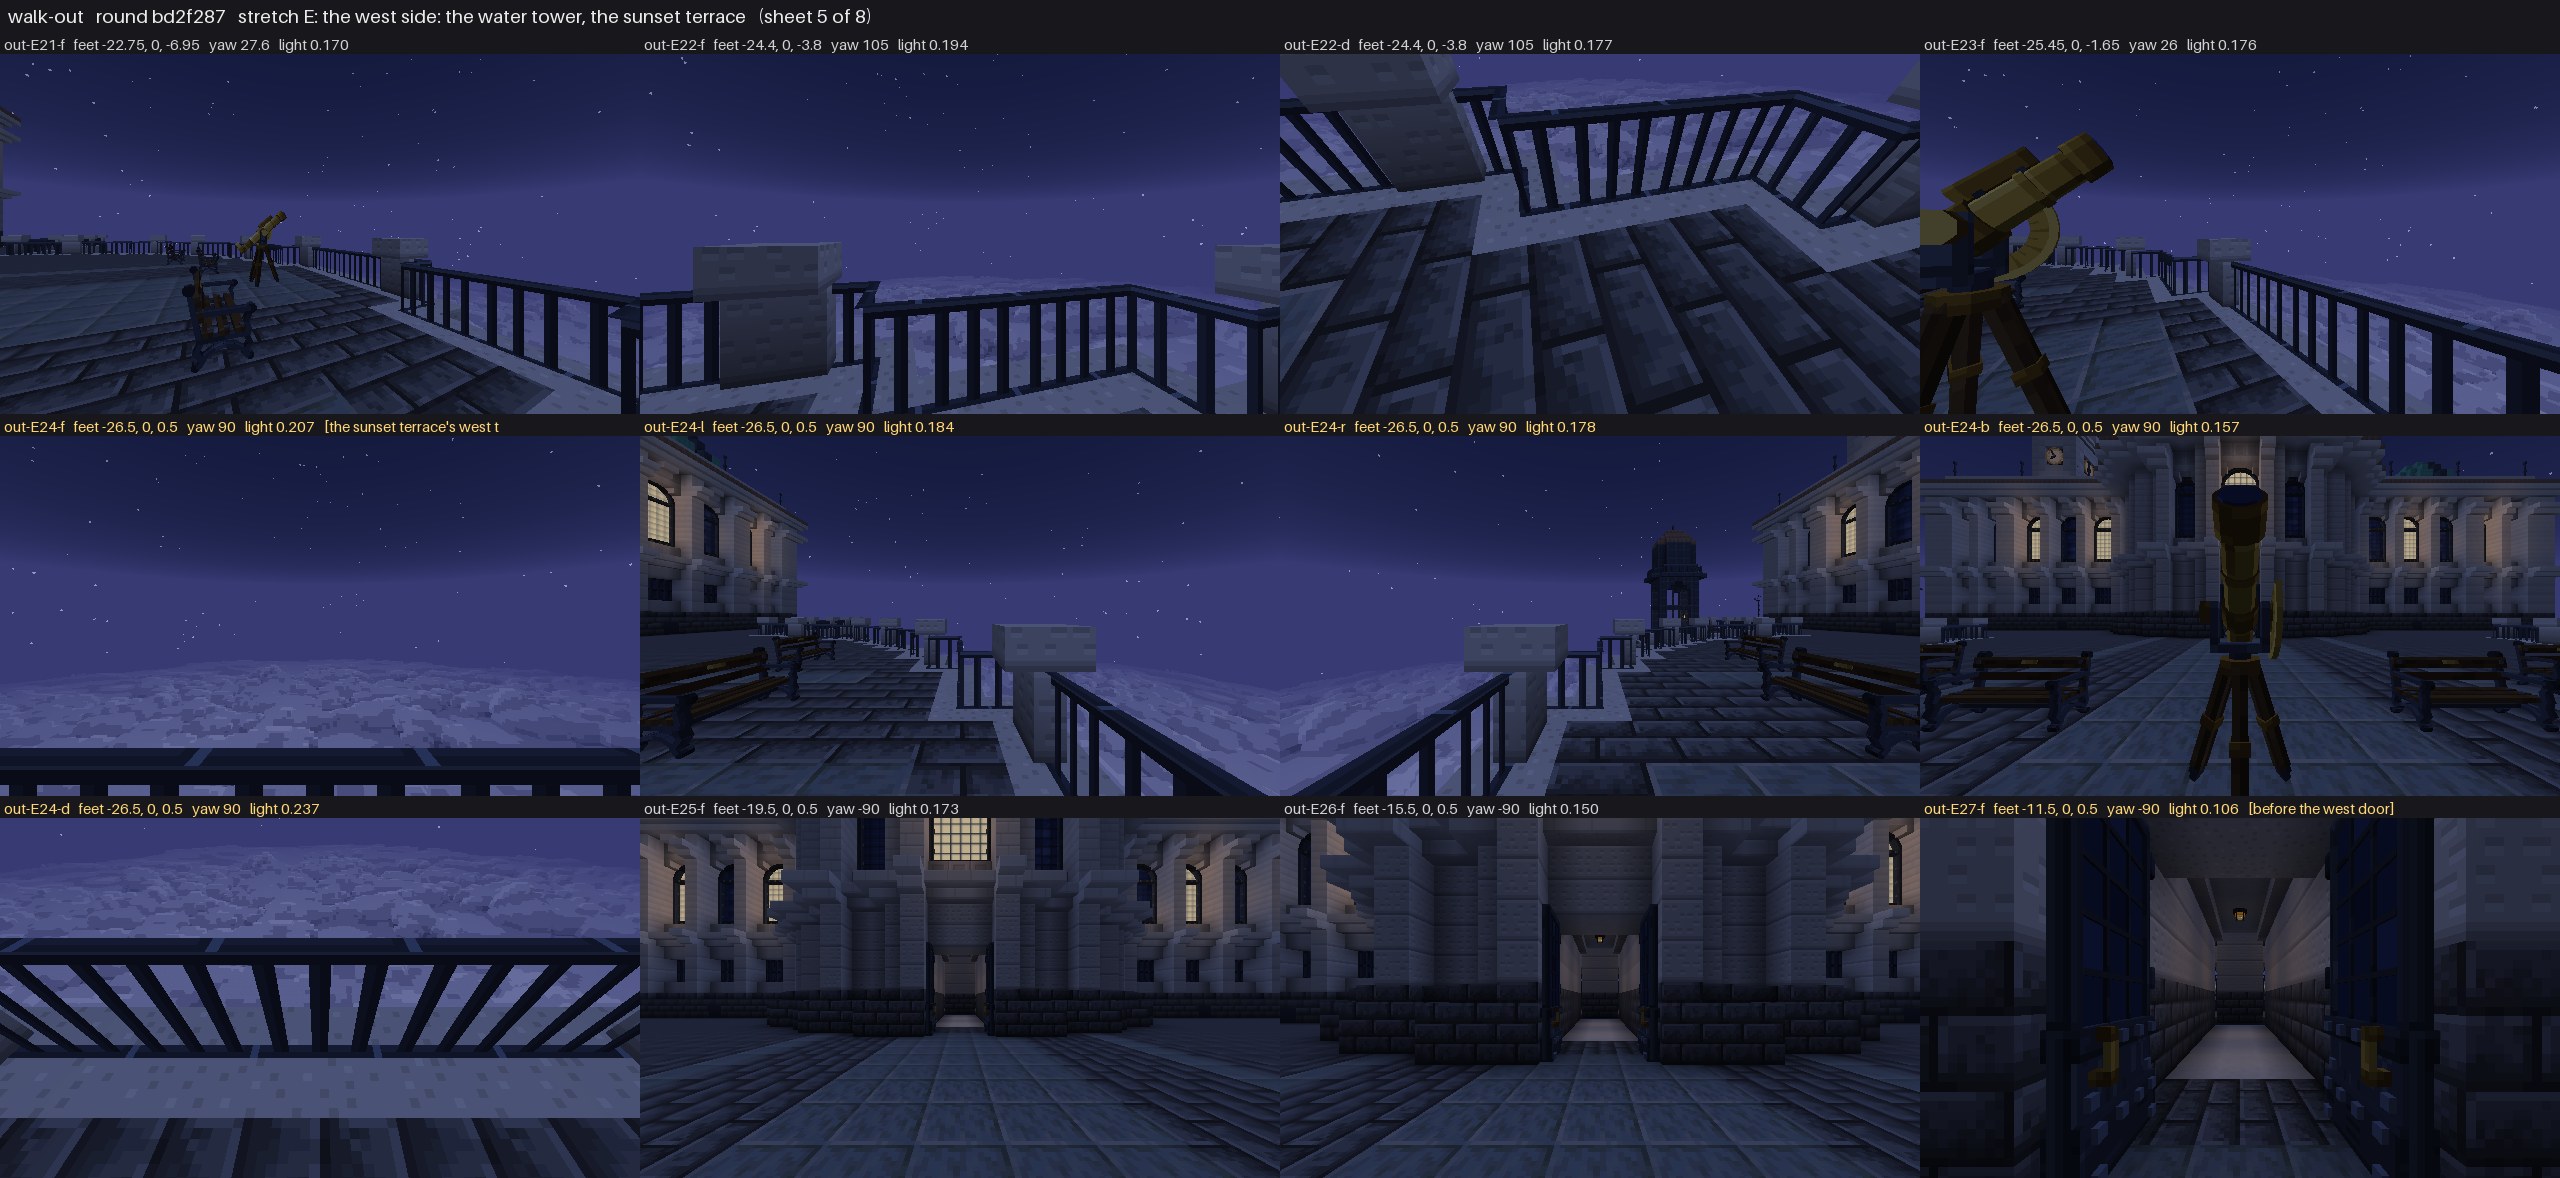 walk-out round bd2f287 stretch E: the west side: the water tower, the sunset terrace (sheet 5 of 8)
out-E21-f feet -22.75, 0, -6.95 yaw 27.6 light 0.170
out-E22-f feet -24.4, 0, -3.8 yaw 105 light 0.194
out-E22-d feet -24.4, 0, -3.8 yaw 105 light 0.177
out-E23-f feet -25.45, 0, -1.65 yaw 26 light 0.176
out-E24-f feet -26.5, 0, 0.5 yaw 90 light 0.207 [the sunset terrace's west t
out-E24-l feet -26.5, 0, 0.5 yaw 90 light 0.184
out-E24-r feet -26.5, 0, 0.5 yaw 90 light 0.178
out-E24-b feet -26.5, 0, 0.5 yaw 90 light 0.157
out-E24-d feet -26.5, 0, 0.5 yaw 90 light 0.237
out-E25-f feet -19.5, 0, 0.5 yaw -90 light 0.173
out-E26-f feet -15.5, 0, 0.5 yaw -90 light 0.150
out-E27-f feet -11.5, 0, 0.5 yaw -90 light 0.106 [before the west door]